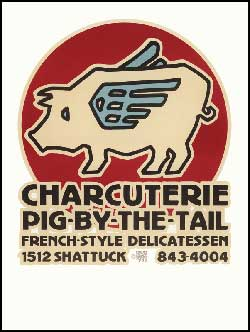 CHARCUTERIE
PIG-BY-THE-TAIL
FRENCH-STYLE DELICATESSEN
1512 SHATTUCK 843-4004